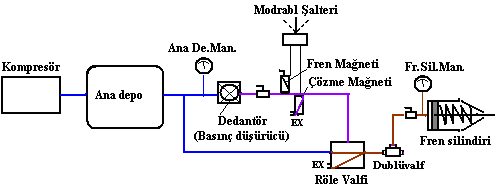 Modrabl Şalteri
Ana De.Man.
Fren Mağneti
Fr.Sil.Man.
Kompresör
Çözme Mağneti
Ana depo
EX
Dedantör
(Basınç düşürücü)
Fren silindiri
EX
Dublüvalf
Röle Valfi